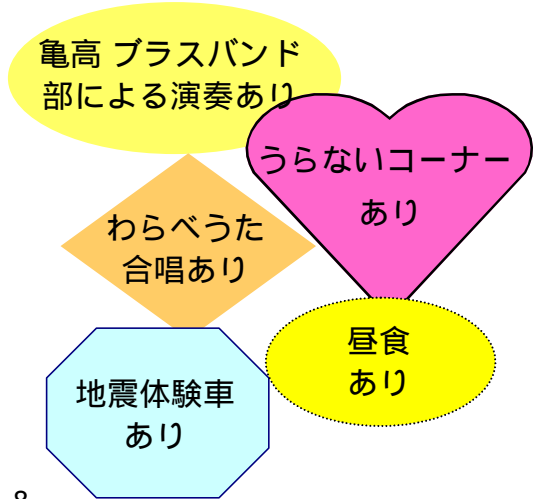 亀高 ブラスバンド
部による演奏あり
うらないコーナー
あり
わらべうた
合唱あり
昼食
あり
地震体験車
あり